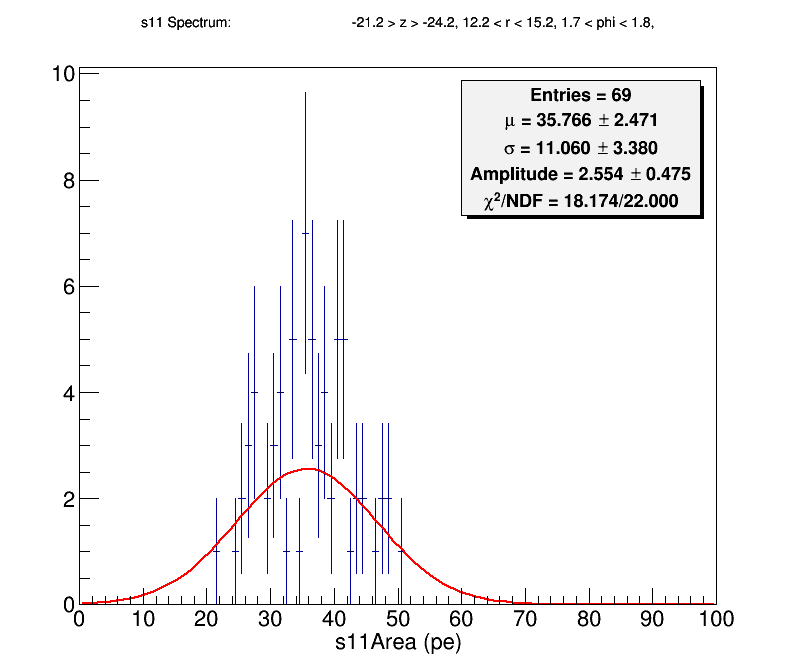 s11 Spectrum: -21.2 > z > -24.2, 12.2 < r < 15.2, 1.7 < phi < 1.8,
Entries = 69
μ = 35.766 ± 2.471
σ = 11.060 ± 3.380
Amplitude = 2.554 ± 0.475
χ²/NDF = 18.174/22.000
10
8
6
4
2
0
0 10 20 30 40 50 60 70 80 90 100
s11Area (pe)